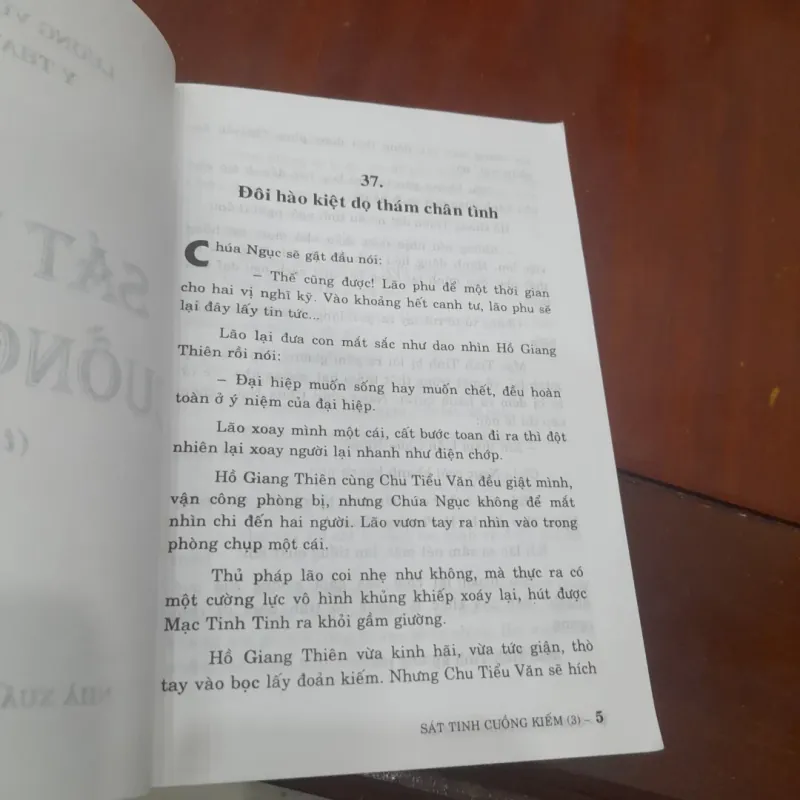 37.
Đôi hào kiệt dọ thám chân tình
Chúa Ngục sẽ gật đầu nói:
– Thế cũng được! Lão phu để một thời gian
cho hai vị nghĩ kỹ. Vào khoảng hết canh tư, lão phu sẽ
lại đây lấy tin tức...
Lão lại đưa con mắt sắc như dao nhìn Hồ Giang
Thiên rồi nói:
– Đại hiệp muốn sống hay muốn chết, đều hoàn
toàn ở ý niệm của đại hiệp.
Lão xoay mình một cái, cất bước toan đi ra thì đột
nhiên lại xoay người lại nhanh như điện chớp.
Hồ Giang Thiên cùng Chu Tiểu Văn đều giật mình,
vận công phòng bị, nhưng Chúa Ngục không để mắt
nhìn chi đến hai người. Lão vươn tay ra nhìn vào trong
phòng chụp một cái.
Thủ pháp lão coi nhẹ như không, mà thực ra có
một cường lực vô hình khủng khiếp xoáy lại, hút được
Mạc Tinh Tinh ra khỏi gầm giường.
Hồ Giang Thiên vừa kinh hãi, vừa tức giận, thò
tay vào bọc lấy đoản kiếm. Nhưng Chu Tiểu Văn sẽ hích
SÁT TINH CUỒNG KIẾM (3) – 5